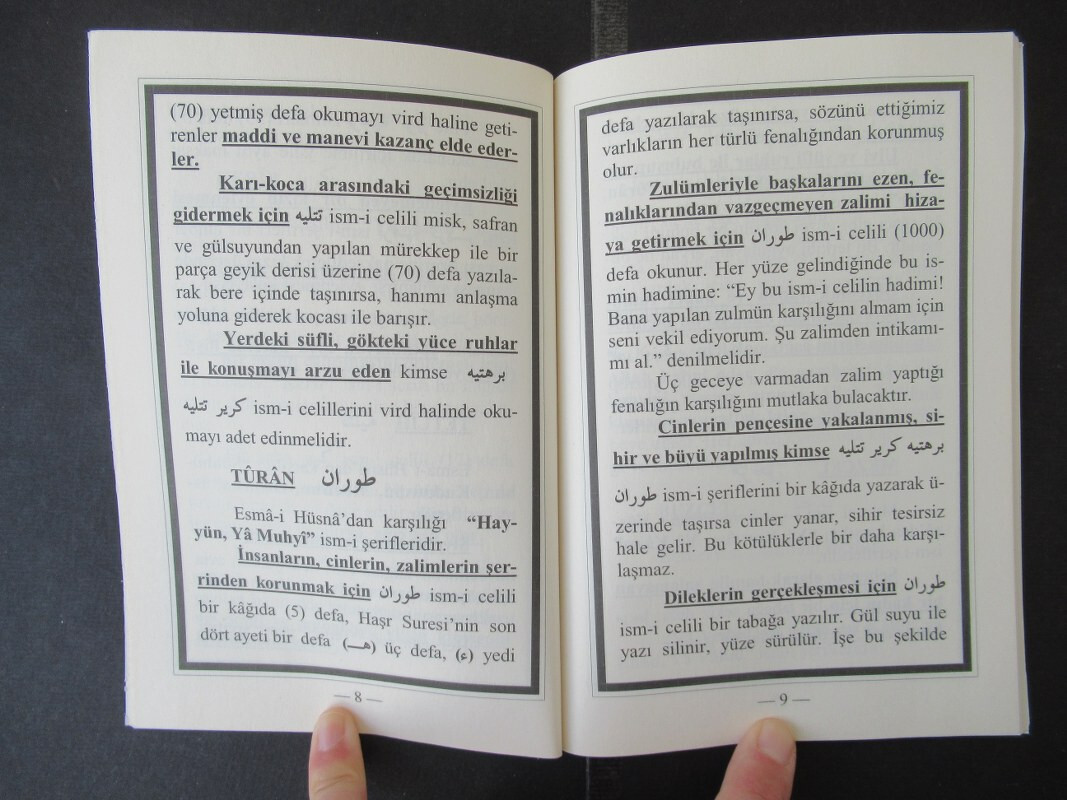 (70) yetmiş defa okumayı vird haline geti-
renler maddi ve manevi kazanç elde eder-
ler.
Karı-koca arasındaki geçimsizliği
gidermek için تتليه ism-i celili misk, safran
ve gülsuyundan yapılan mürekkep ile bir
parça geyik derisi üzerine (70) defa yazıla-
rak bere içinde taşınırsa, hanımı anlaşma
yoluna giderek kocası ile barışır.
Yerdeki süfli, gökteki yüce ruhlar
ile konuşmayı arzu eden kimse برهتيه
كرير تتليه ism-i celillerini vird halinde oku-
mayı adet edinmelidir.
TÛRÂN طوران
Esmâ-i Hüsnâ’dan karşılığı “Hay-
yün, Yâ Muhyî” ism-i şerifleridir.
İnsanların, cinlerin, zalimlerin şer-
rinden korunmak için طوران ism-i celili
bir kâğıda (5) defa, Haşr Suresi’nin son
dört ayeti bir defa (هـ) üç defa, (ء) yedi
— 8 —
defa yazılarak taşınırsa, sözünü ettiğimiz
varlıkların her türlü fenalığından korunmuş
olur.
Zulümleriyle başkalarını ezen, fe-
nalıklarından vazgeçmeyen zalimi hiza-
ya getirmek için طوران ism-i celili (1000)
defa okunur. Her yüze gelindiğinde bu is-
min hadimine: “Ey bu ism-i celilin hadimi!
Bana yapılan zulmün karşılığını almam için
seni vekil ediyorum. Şu zalimden intikamı-
mı al.” denilmelidir.
Üç geceye varmadan zalim yaptığı
fenalığın karşılığını mutlaka bulacaktır.
Cinlerin pençesine yakalanmış, si-
hir ve büyü yapılmış kimse برهتيه كرير تتليه
طوران ism-i şeriflerini bir kâğıda yazarak ü-
zerinde taşırsa cinler yanar, sihir tesirsiz
hale gelir. Bu kötülüklerle bir daha karşı-
laşmaz.
Dileklerin gerçekleşmesi için طوران
ism-i celili bir tabağa yazılır. Gül suyu ile
yazı silinir, yüze sürülür. İşe bu şekilde
— 9 —